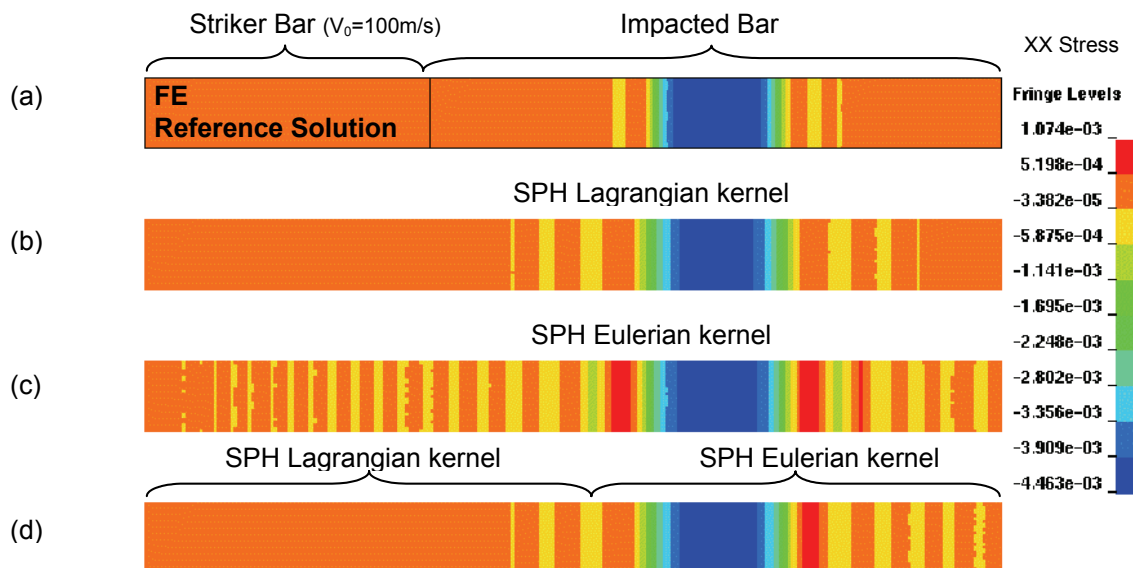 Striker Bar (V₀=100m/s)
Impacted Bar
XX Stress
(a)
FE
Reference Solution
Fringe Levels
1.074e-03
5.198e-04
-3.382e-05
-5.875e-04
-1.141e-03
-1.695e-03
-2.248e-03
-2.802e-03
-3.356e-03
-3.909e-03
-4.463e-03
SPH Lagrangian kernel
(b)
SPH Eulerian kernel
(c)
SPH Lagrangian kernel
SPH Eulerian kernel
(d)